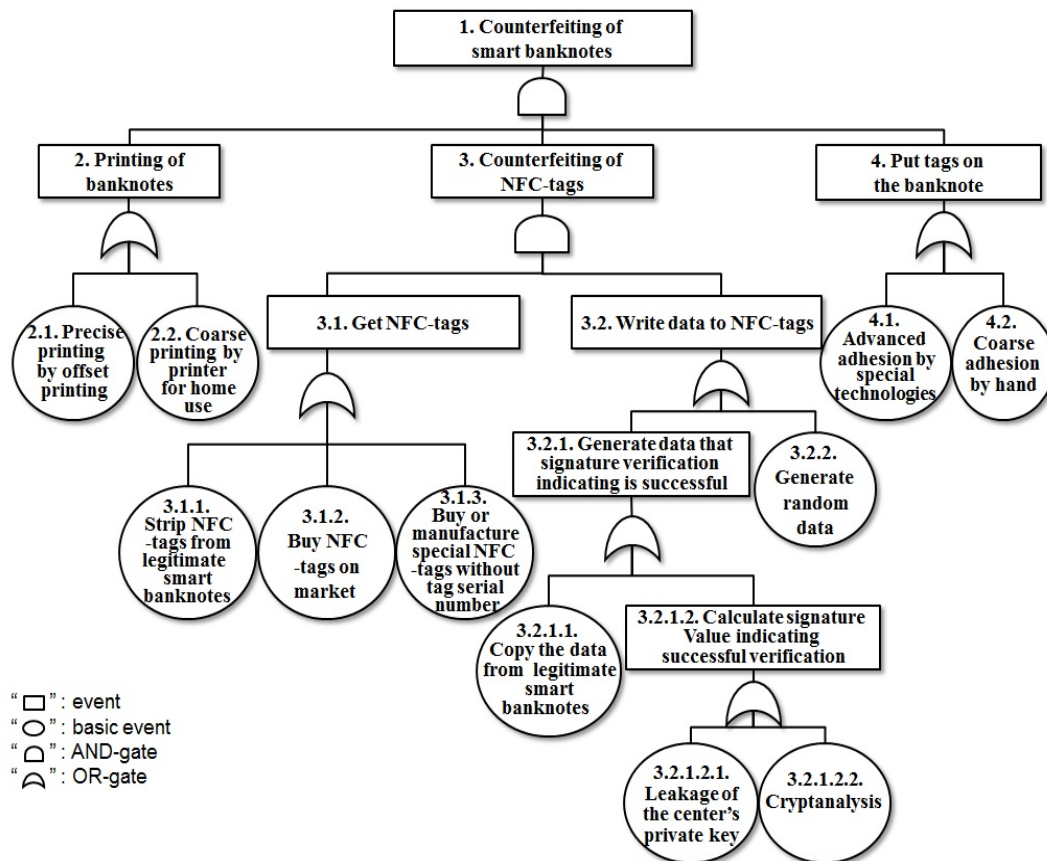 1. Counterfeiting of
smart banknotes
2. Printing of
banknotes
3. Counterfeiting of
NFC-tags
4. Put tags on
the banknote
2.1. Precise
printing
by offset
printing
2.2. Coarse
printing by
printer
for home
use
3.1. Get NFC-tags
3.2. Write data to NFC-tags
4.1.
Advanced
adhesion by
special
technologies
4.2.
Coarse
adhesion
by hand
3.1.1.
Strip NFC
-tags from
legitimate
smart
banknotes
3.1.2.
Buy NFC
-tags on
market
3.1.3.
Buy or
manufacture
special NFC
-tags without
tag serial
number
3.2.1. Generate data that
signature verification
indicating is successful
3.2.2.
Generate
random
data
3.2.1.1.
Copy the data
from legitimate
smart
banknotes
3.2.1.2. Calculate signature
Value indicating
successful verification
3.2.1.2.1.
Leakage of
the center's
private key
3.2.1.2.2.
Cryptanalysis
“ ” : event
“ ” : basic event
“ ” : AND-gate
“ ” : OR-gate